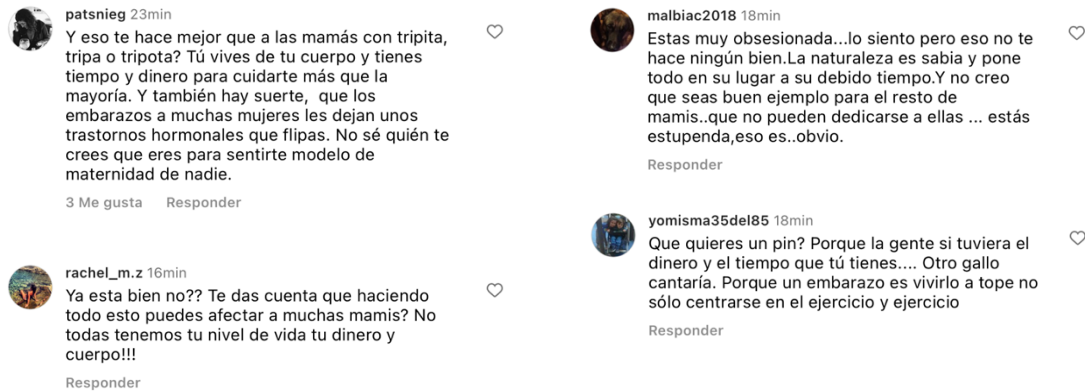 patsnieg 23min
Y eso te hace mejor que a las mamás con tripita,
tripa o tripota? Tú vives de tu cuerpo y tienes
tiempo y dinero para cuidarte más que la
mayoría. Y también hay suerte, que los
embarazos a muchas mujeres les dejan unos
trastornos hormonales que flipas. No sé quién te
crees que eres para sentirte modelo de
maternidad de nadie.
3 Me gusta Responder
rachel_m.z 16min
Ya esta bien no?? Te das cuenta que haciendo
todo esto puedes afectar a muchas mamis? No
todas tenemos tu nivel de vida tu dinero y
cuerpo!!!
Responder
malbiac2018 18min
Estas muy obsesionada...lo siento pero eso no te
hace ningún bien.La naturaleza es sabia y pone
todo en su lugar a su debido tiempo.Y no creo
que seas buen ejemplo para el resto de
mamis..que no pueden dedicarse a ellas ... estás
estupenda,eso es..obvio.
Responder
yomisma35del85 18min
Que quieres un pin? Porque la gente si tuviera el
dinero y el tiempo que tú tienes.... Otro gallo
cantaría. Porque un embarazo es vivirlo a tope no
sólo centrarse en el ejercicio y ejercicio
Responder